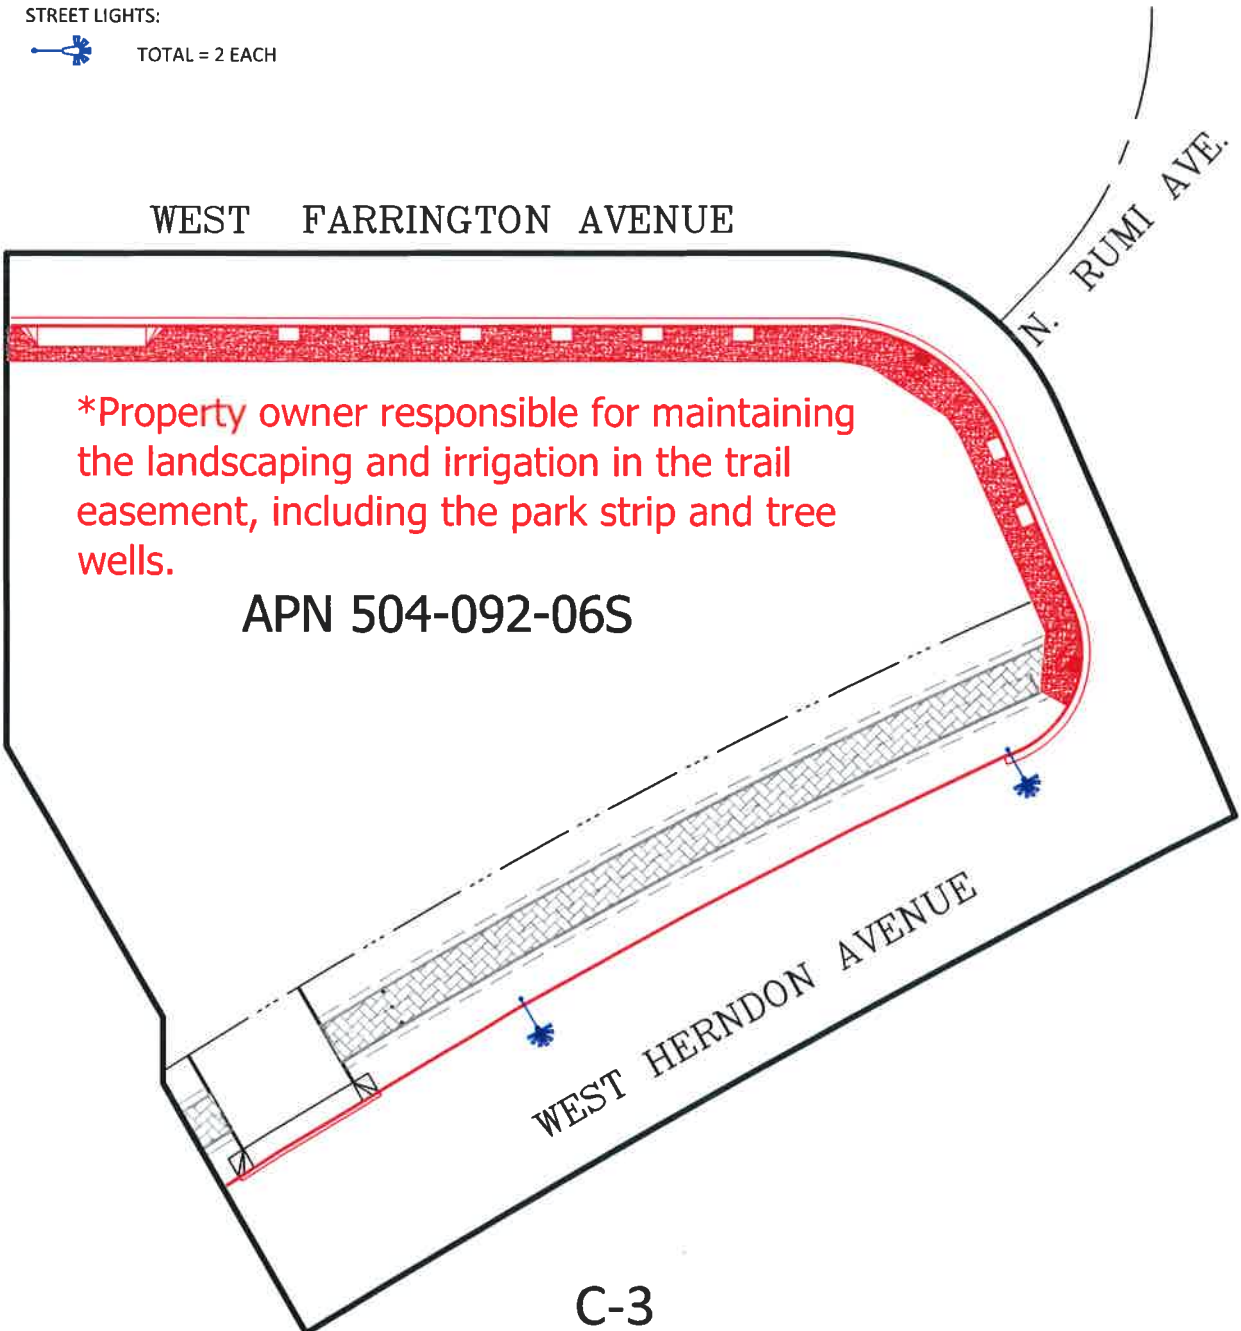 STREET LIGHTS:
TOTAL = 2 EACH
WEST FARRINGTON AVENUE
N. RUMI AVE.
*Property owner responsible for maintaining
the landscaping and irrigation in the trail
easement, including the park strip and tree
wells.
APN 504-092-06S
WEST HERNDON AVENUE
C-3